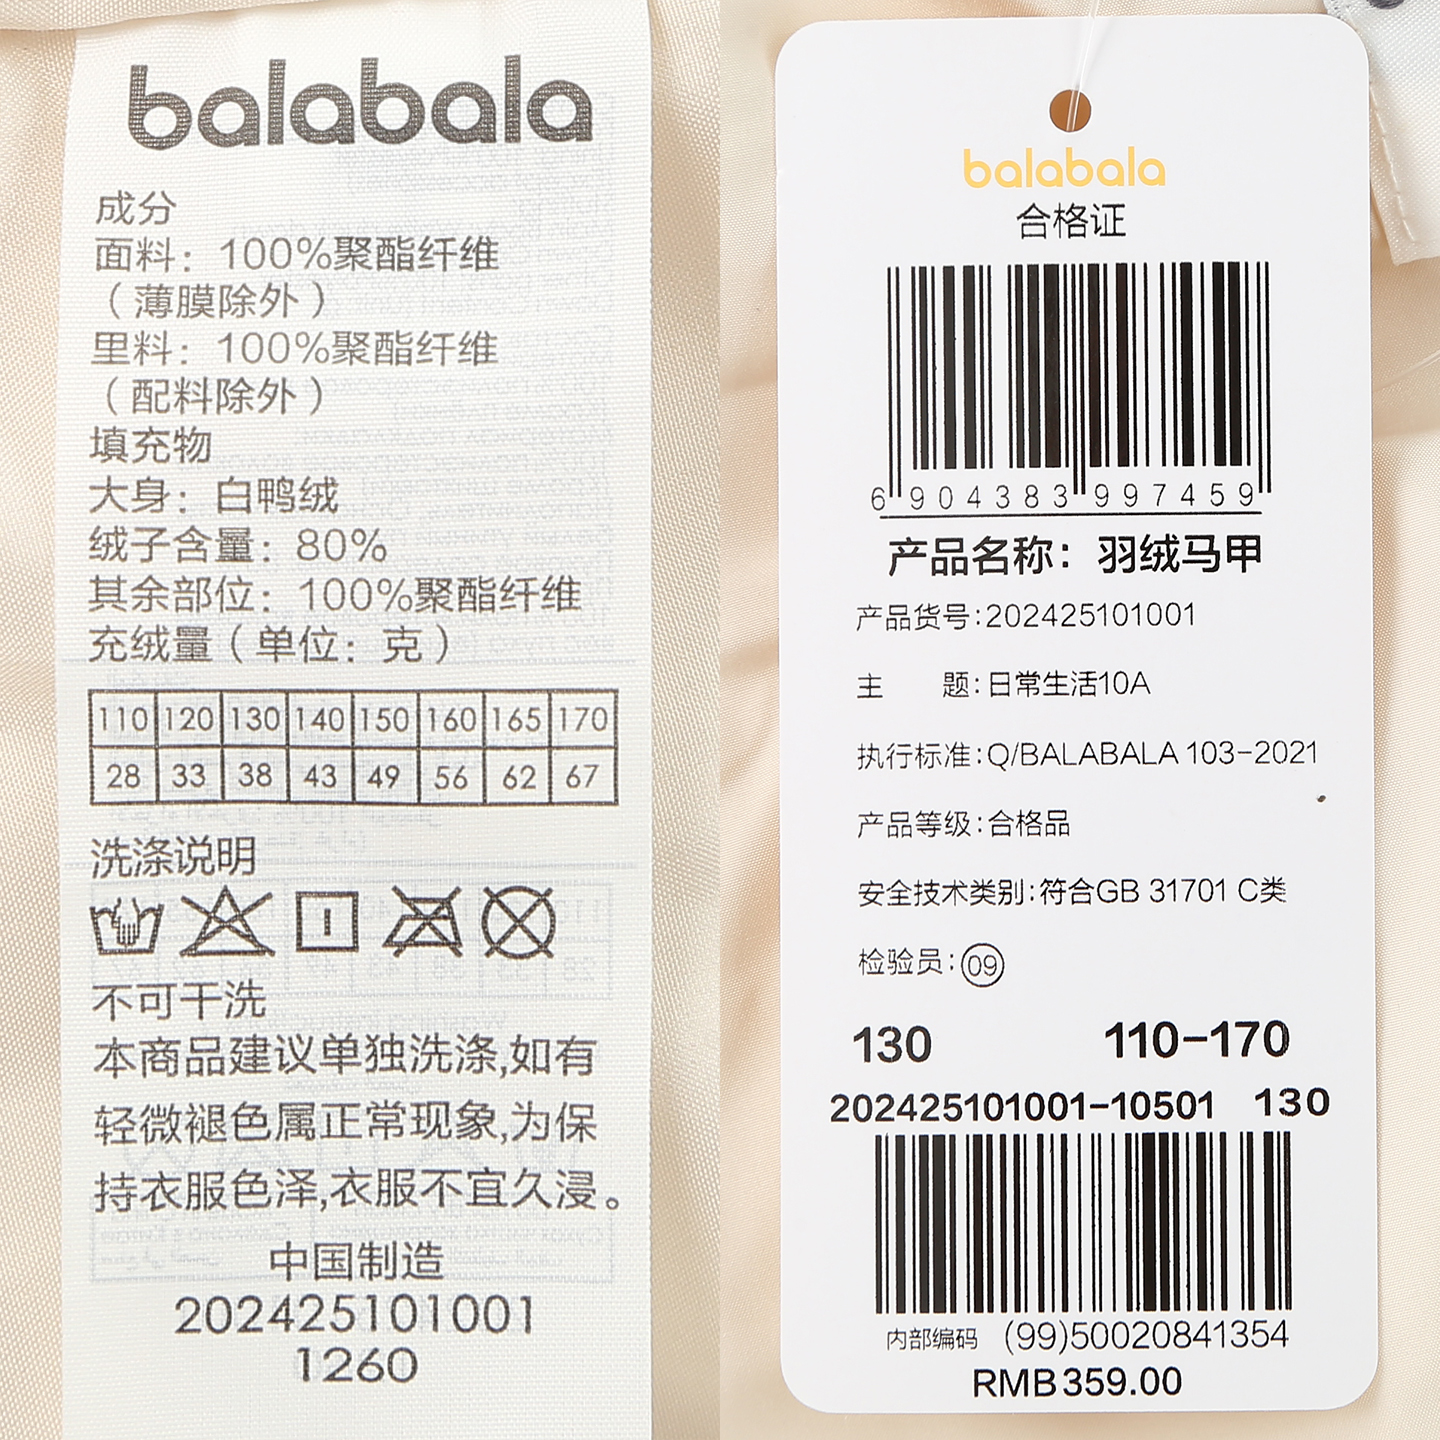 balabala
成分
面料：100%聚酯纤维
（薄膜除外）
里料：100%聚酯纤维
（配料除外）
填充物
大身：白鸭绒
绒子含量：80%
其余部位：100%聚酯纤维
充绒量（单位：克）
110 120 130 140 150 160 165 170
28 33 38 43 49 56 62 67
洗涤说明
不可干洗
本商品建议单独洗涤,如有
轻微褪色属正常现象,为保
持衣服色泽,衣服不宜久浸。
中国制造
202425101001
1260
balabala
合格证
6 904383 997459
产品名称：羽绒马甲
产品货号:202425101001
主 题:日常生活10A
执行标准:Q/BALABALA 103-2021
产品等级:合格品
安全技术类别:符合GB 31701 C类
检验员:09
130 110-170
202425101001-10501 130
内部编码 (99)50020841354
RMB359.00